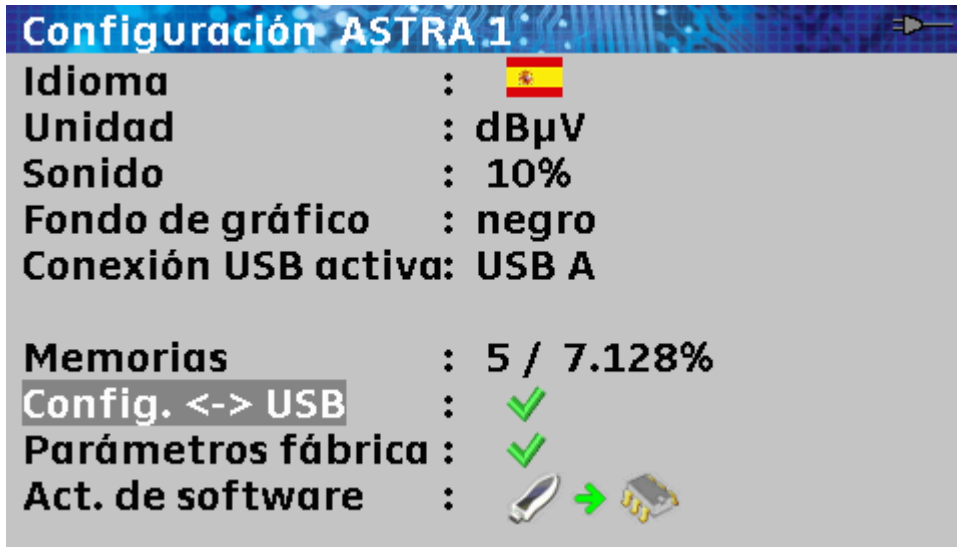 Configuración ASTRA 1
Idioma :
Unidad : dBµV
Sonido : 10%
Fondo de gráfico : negro
Conexión USB activa: USB A
Memorias : 5 / 7.128%
Config. <-> USB :
Parámetros fábrica :
Act. de software :